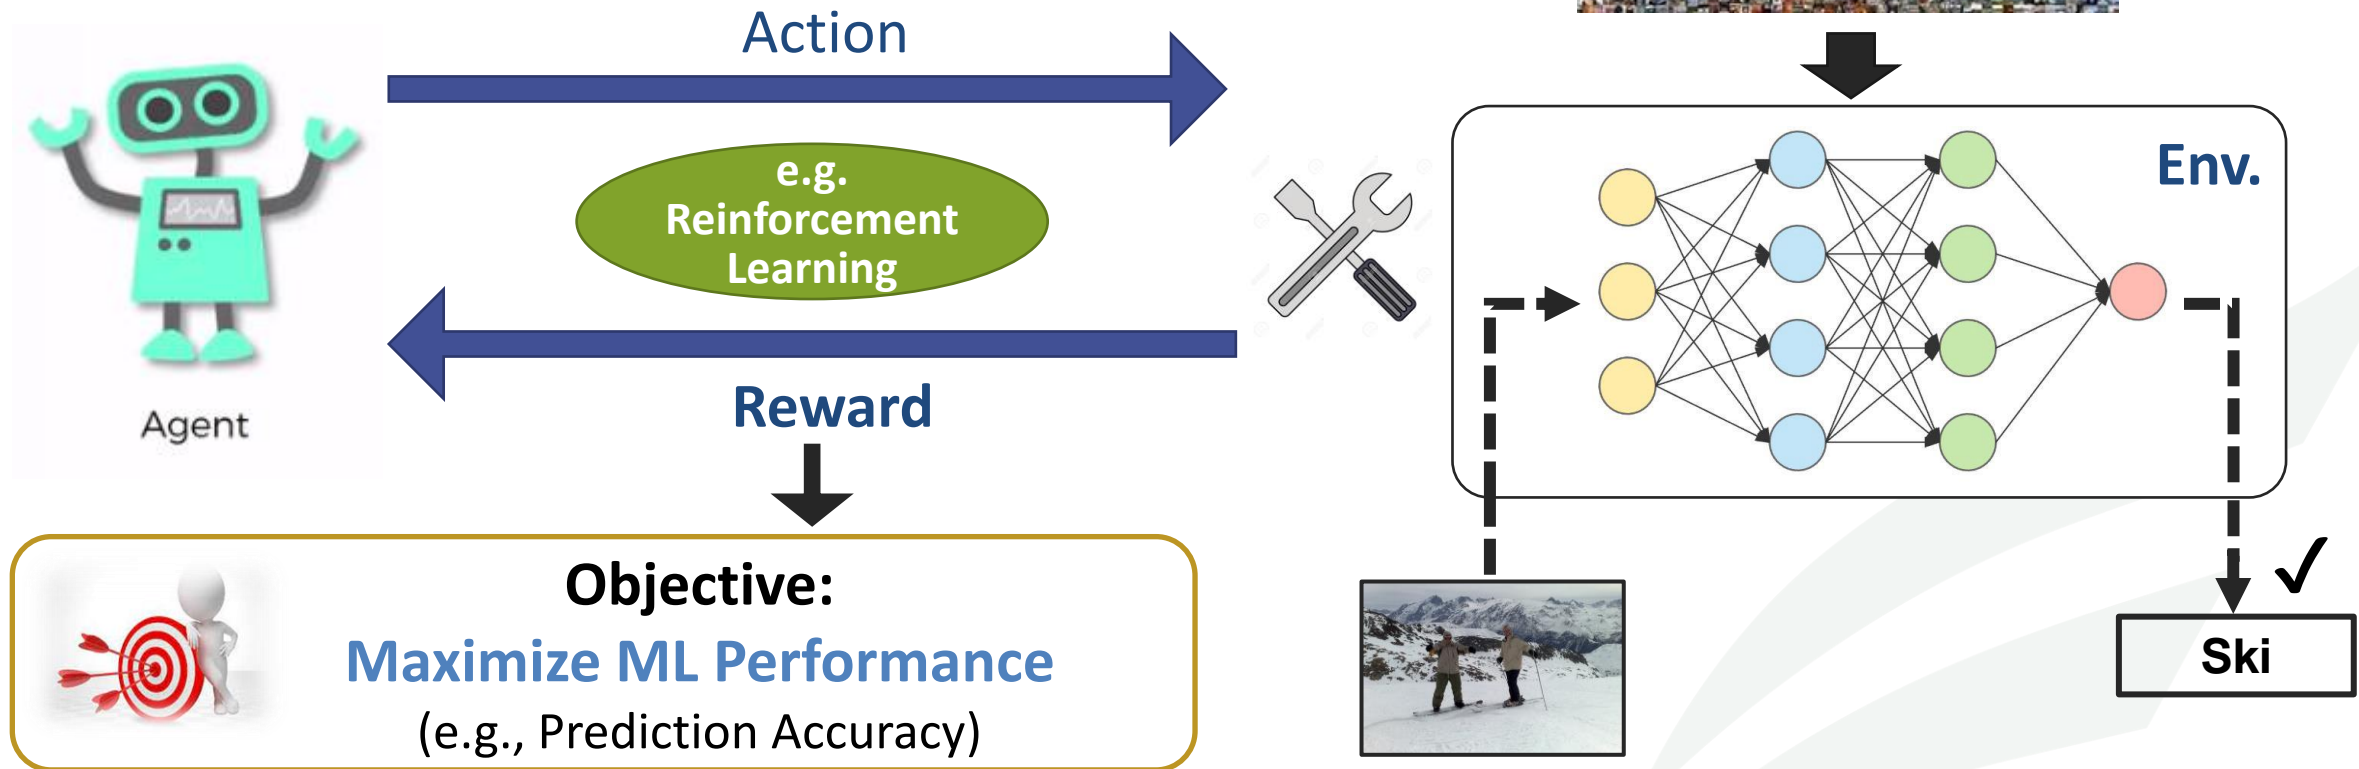 Action
e.g.
Reinforcement
Learning
Env.
Agent
Reward
Objective:
Maximize ML Performance
(e.g., Prediction Accuracy)
Ski